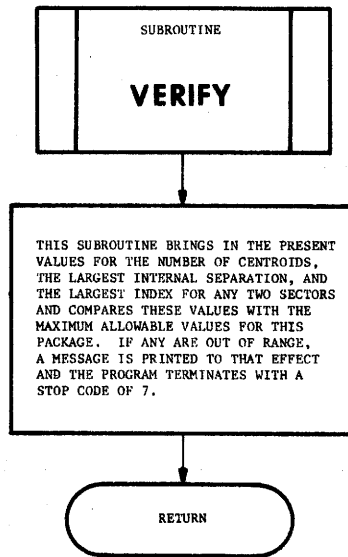 SUBROUTINE
VERIFY
THIS SUBROUTINE BRINGS IN THE PRESENT
VALUES FOR THE NUMBER OF CENTROIDS,
THE LARGEST INTERNAL SEPARATION, AND
THE LARGEST INDEX FOR ANY TWO SECTORS
AND COMPARES THESE VALUES WITH THE
MAXIMUM ALLOWABLE VALUES FOR THIS
PACKAGE. IF ANY ARE OUT OF RANGE,
A MESSAGE IS PRINTED TO THAT EFFECT
AND THE PROGRAM TERMINATES WITH A
STOP CODE OF 7.
RETURN